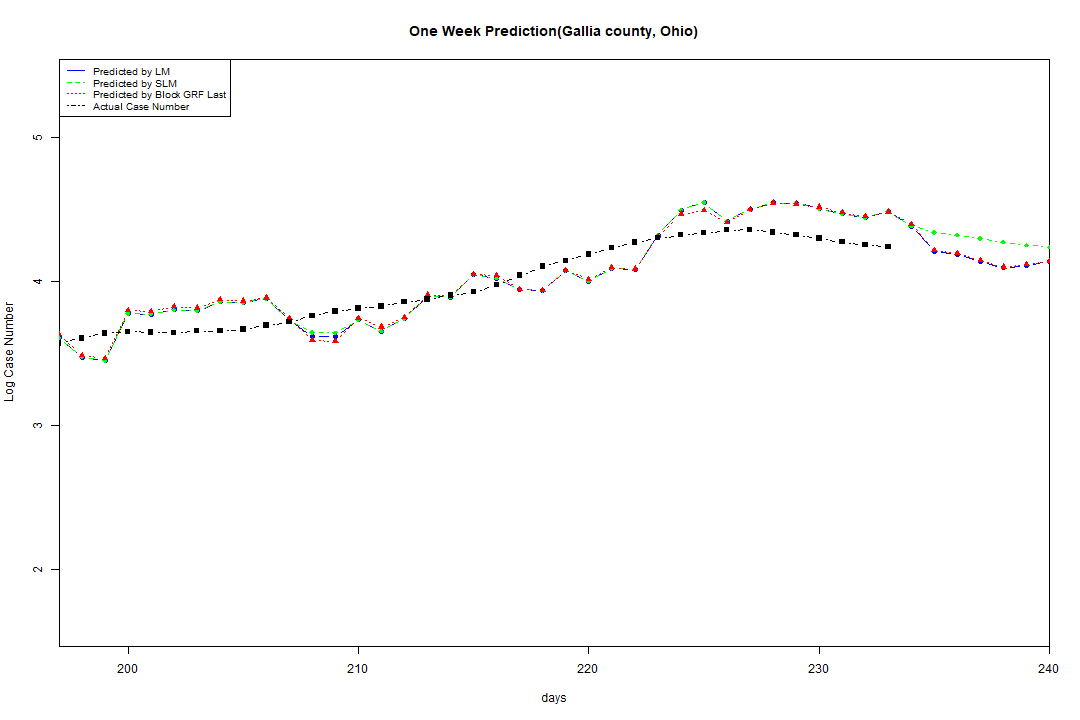 One Week Prediction(Gallia county, Ohio)
Predicted by LM
Predicted by SLM
Predicted by Block GRF Last
Actual Case Number
5
4
3
2
Log Case Number
200
210
220
230
240
days